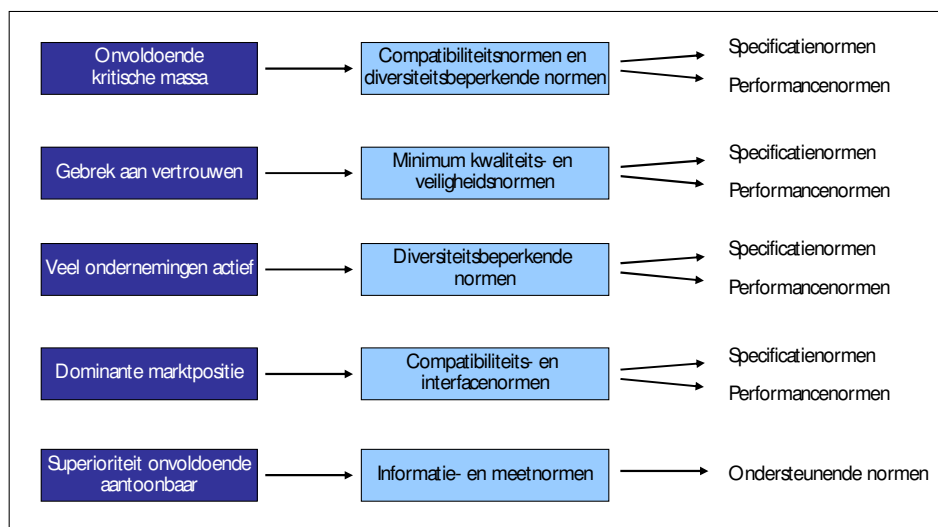 Onvoldoende
kritische massa
Compatibiliteitsnormen en
diversiteitsbeperkende normen
Specificatienormen
Performancenormen
Gebrek aan vertrouwen
Minimum kwaliteits- en
veiligheidsnormen
Specificatienormen
Performancenormen
Veel ondernemingen actief
Diversiteitsbeperkende
normen
Specificatienormen
Performancenormen
Dominante marktpositie
Compatibiliteits- en
interfacenormen
Specificatienormen
Performancenormen
Superioriteit onvoldoende
aantoonbaar
Informatie- en meetnormen
Ondersteunende normen